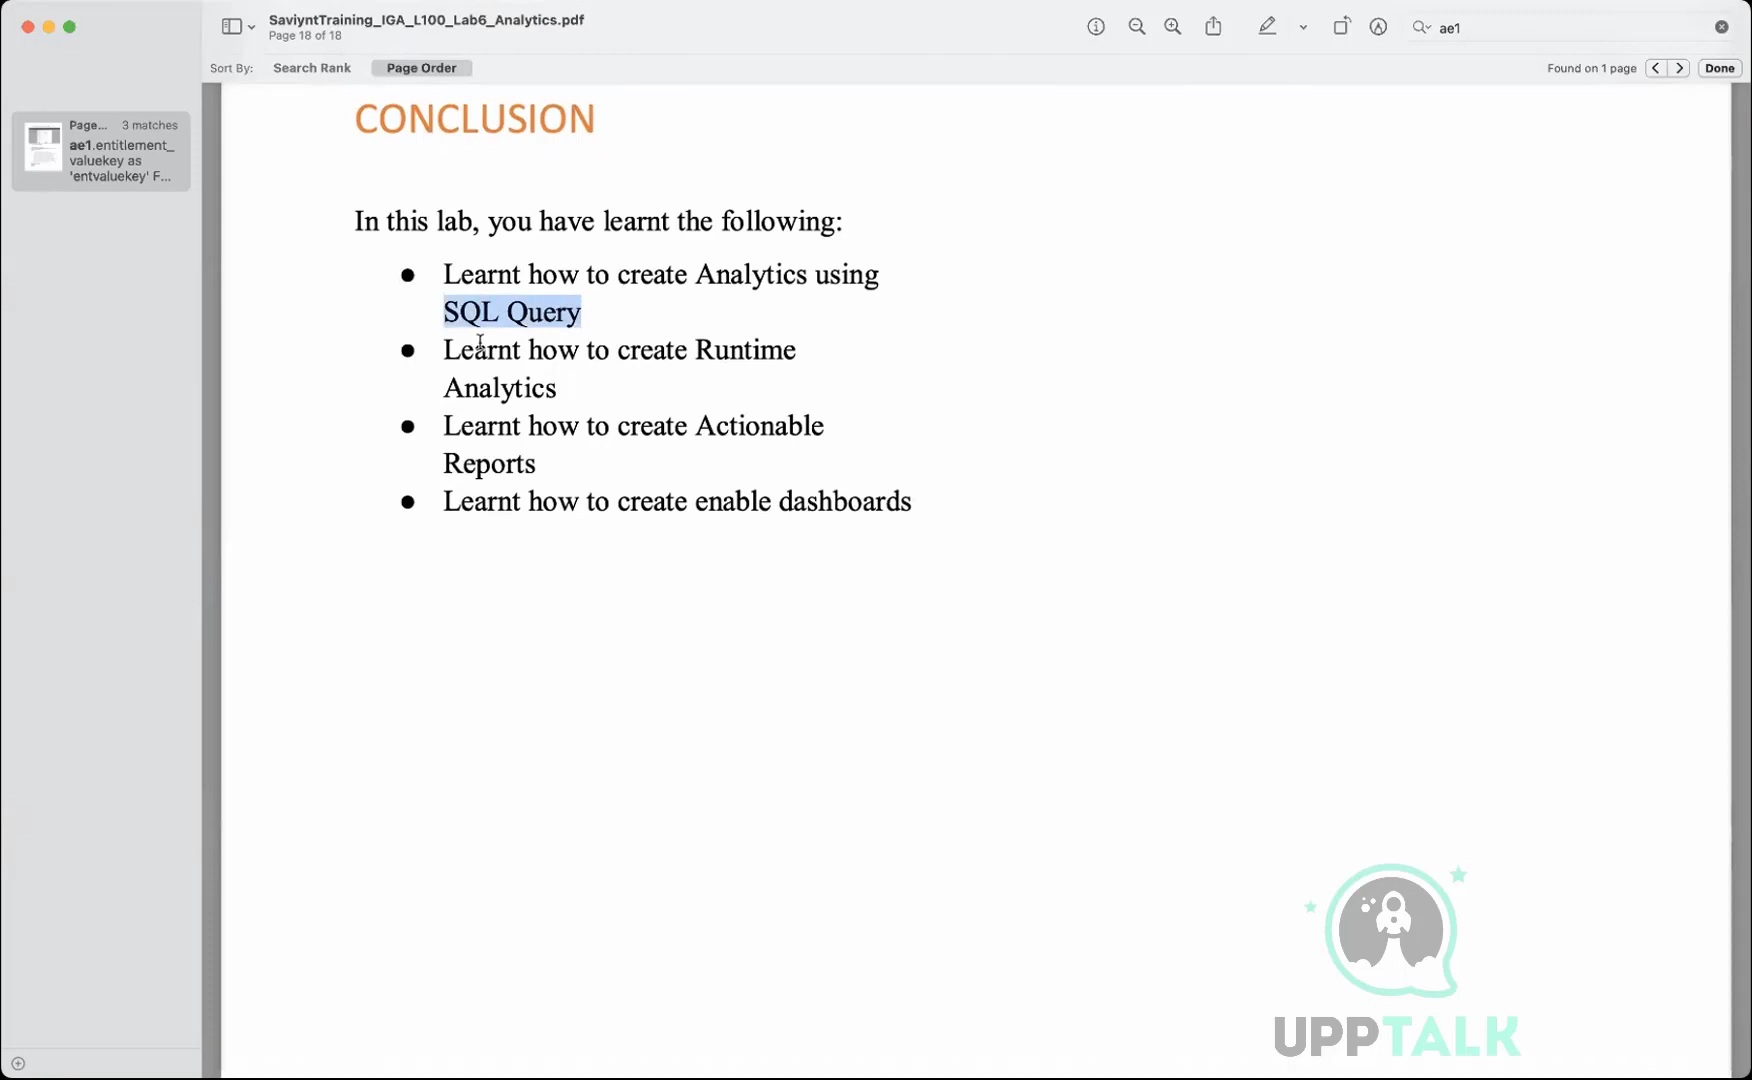 SaviyntTraining_IGA_L100_Lab6_Analytics.pdf
Page 18 of 18
ae1
Sort By:
Search Rank
Page Order
Found on 1 page
Done
Page... 3 matches
ae1.entitlement_
valuekey as
'entvaluekey' F...
CONCLUSION
In this lab, you have learnt the following:
● Learnt how to create Analytics using
SQL Query
● Learnt how to create Runtime
Analytics
● Learnt how to create Actionable
Reports
● Learnt how to create enable dashboards
UPPTALK